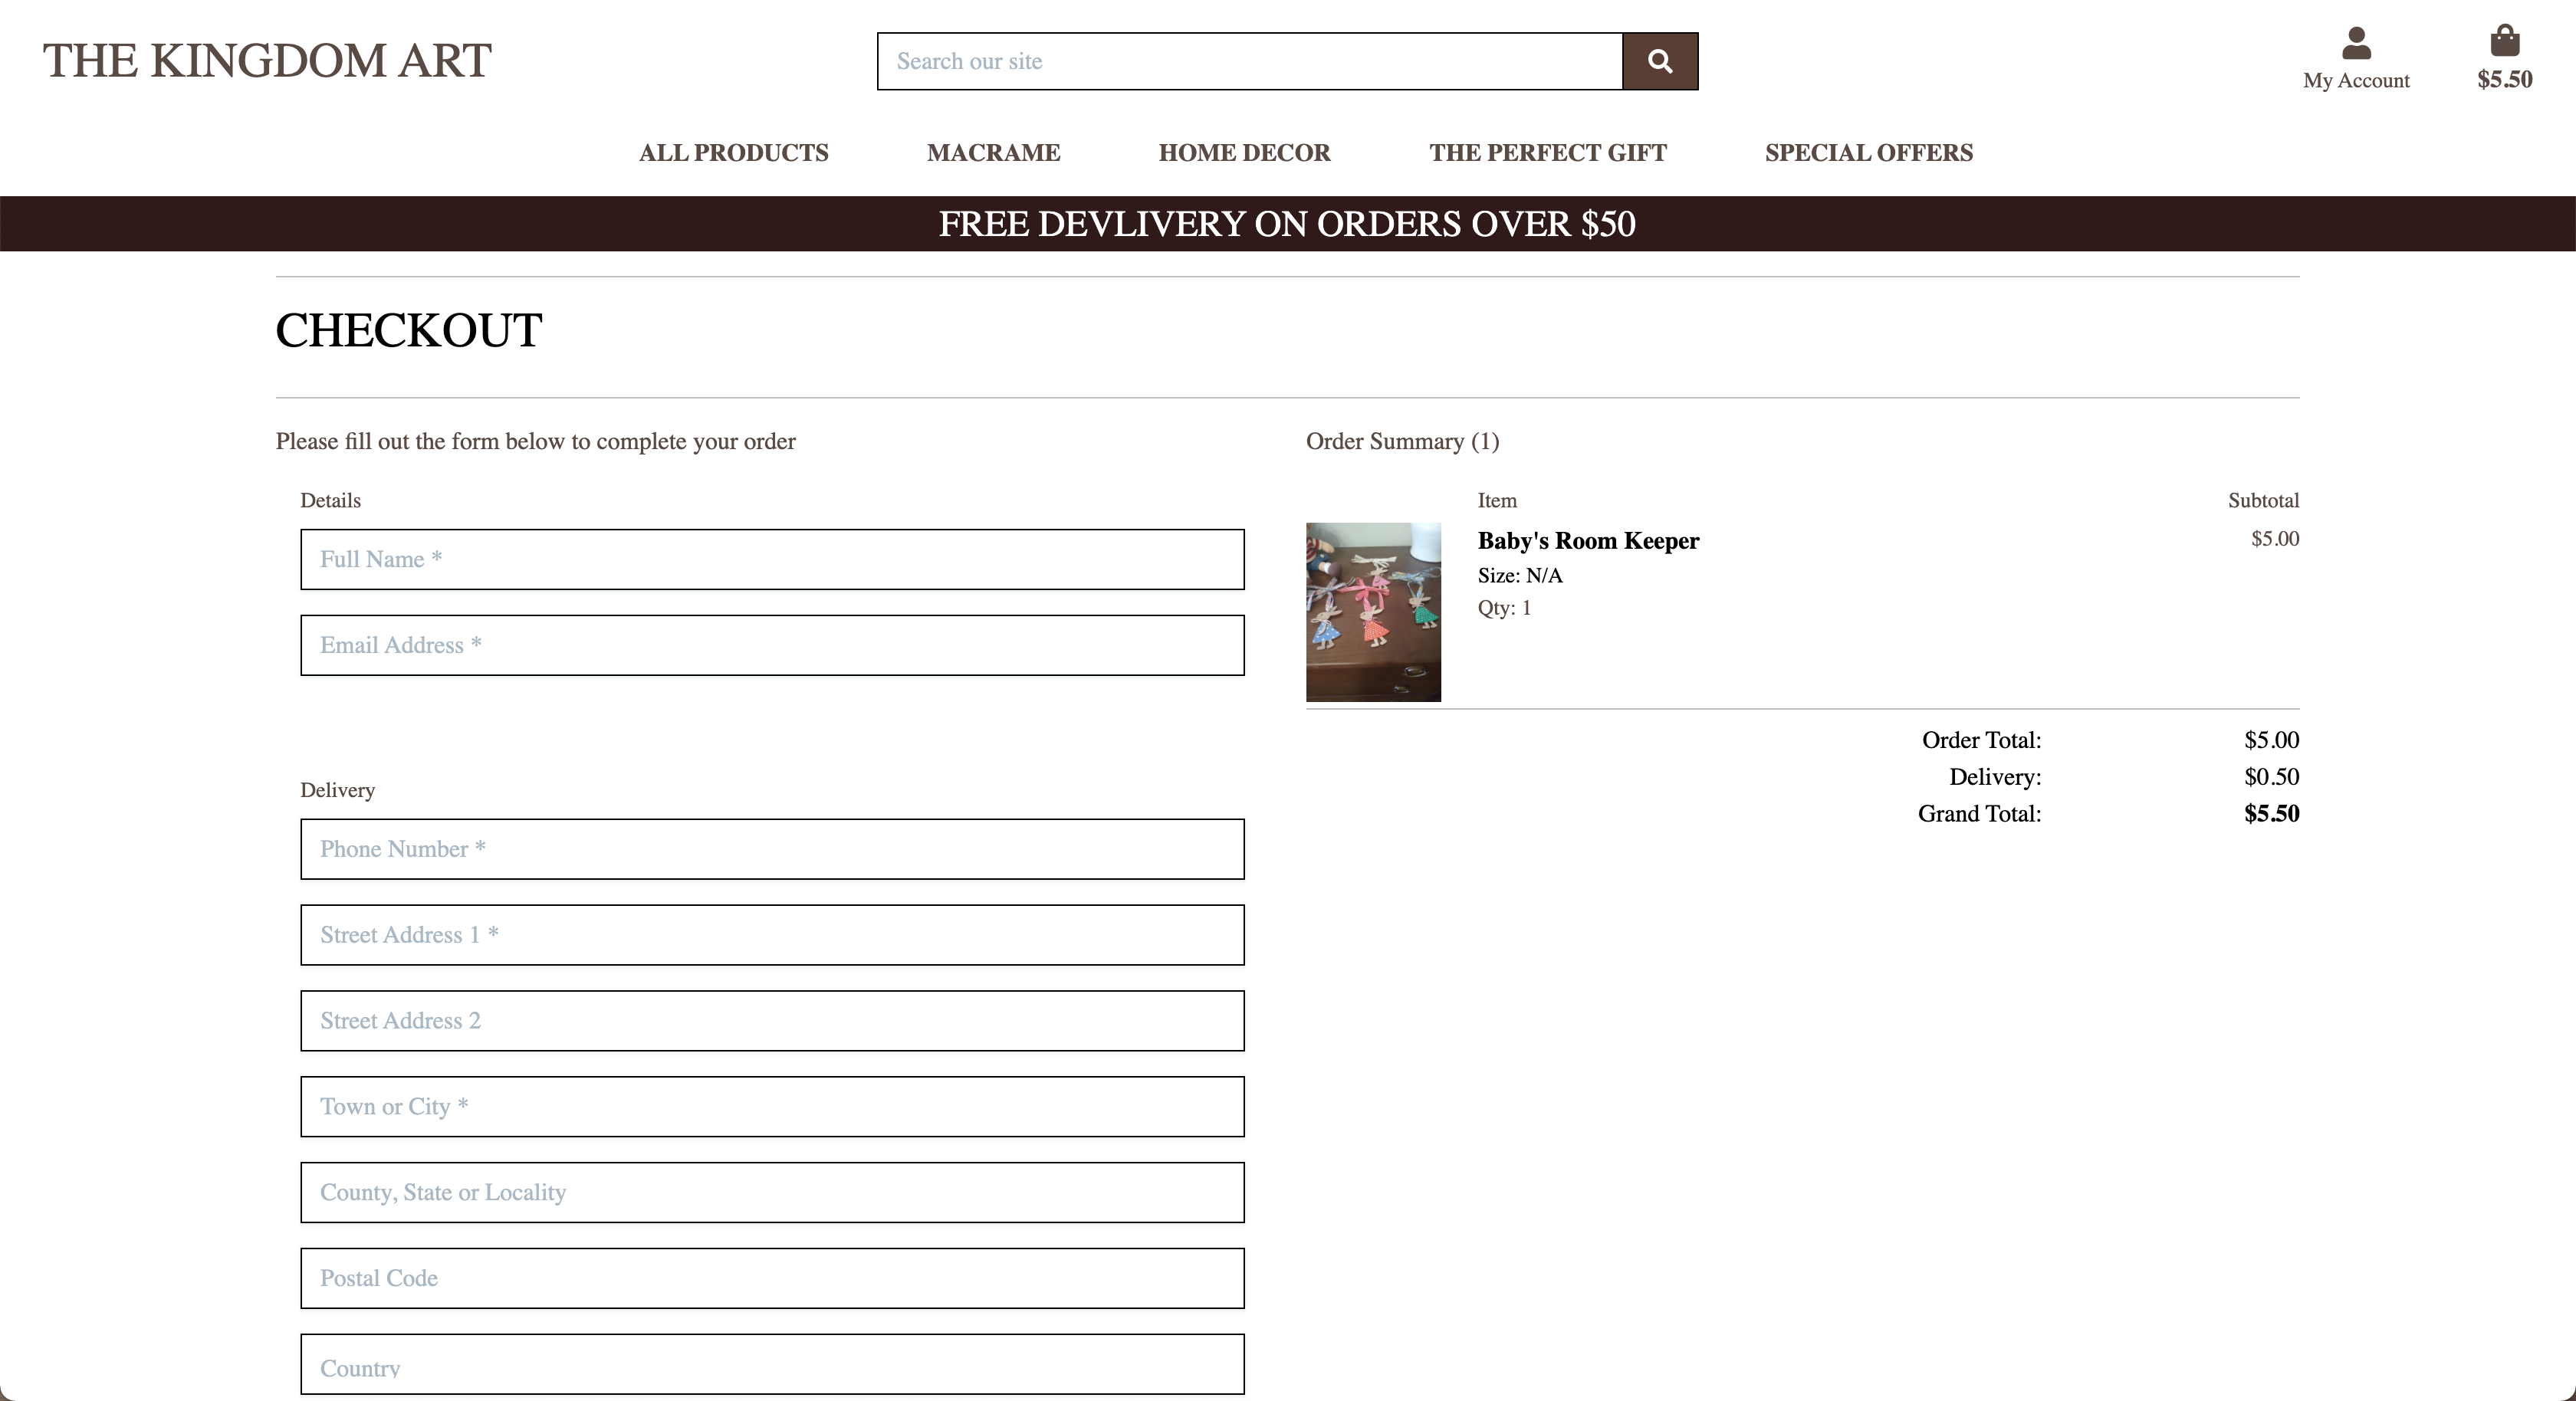 THE KINGDOM ART
Search our site
My Account
$5.50
ALL PRODUCTS MACRAME HOME DECOR THE PERFECT GIFT SPECIAL OFFERS
FREE DEVLIVERY ON ORDERS OVER $50
CHECKOUT
Please fill out the form below to complete your order
Details
Full Name *
Email Address *
Delivery
Phone Number *
Street Address 1 *
Street Address 2
Town or City *
County, State or Locality
Postal Code
Country
Order Summary (1)
Item Subtotal
Baby's Room Keeper $5.00
Size: N/A
Qty: 1
Order Total: $5.00
Delivery: $0.50
Grand Total: $5.50